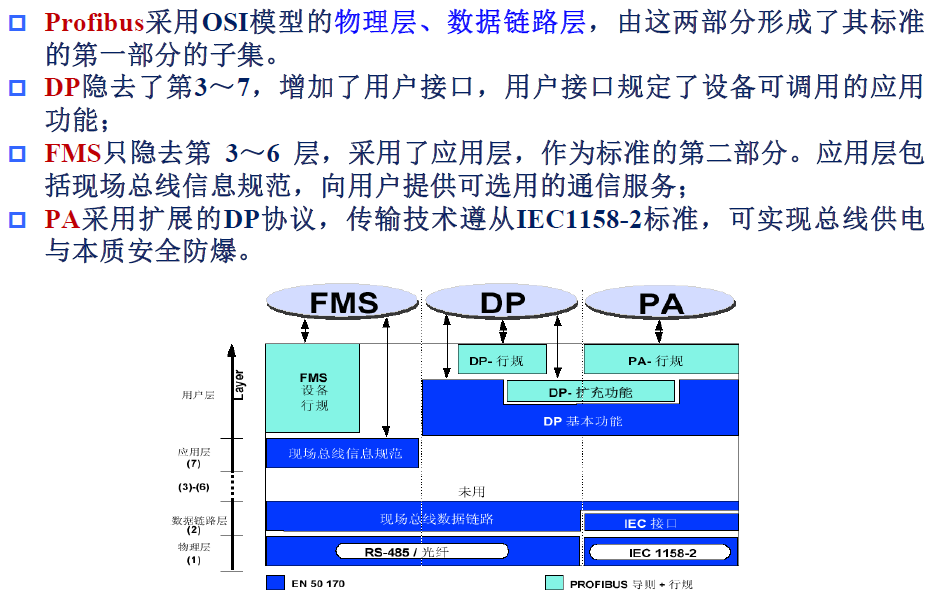 Profibus采用OSI模型的物理层、数据链路层，由这两部分形成了其标准
的第一部分的子集。
DP隐去了第3～7，增加了用户接口，用户接口规定了设备可调用的应用
功能；
FMS只隐去第 3～6 层，采用了应用层，作为标准的第二部分。应用层包
括现场总线信息规范，向用户提供可选用的通信服务；
PA采用扩展的DP协议，传输技术遵从IEC1158-2标准，可实现总线供电
与本质安全防爆。
FMS
DP
PA
Layer
用户层
FMS
设备
行规
DP- 行规
PA- 行规
DP- 扩充功能
DP 基本功能
应用层
(7)
现场总线信息规范
(3)-(6)
未用
数据链路层
(2)
现场总线数据链路
IEC 接口
物理层
(1)
RS-485 / 光纤
IEC 1158-2
EN 50 170
PROFIBUS 导则 + 行规